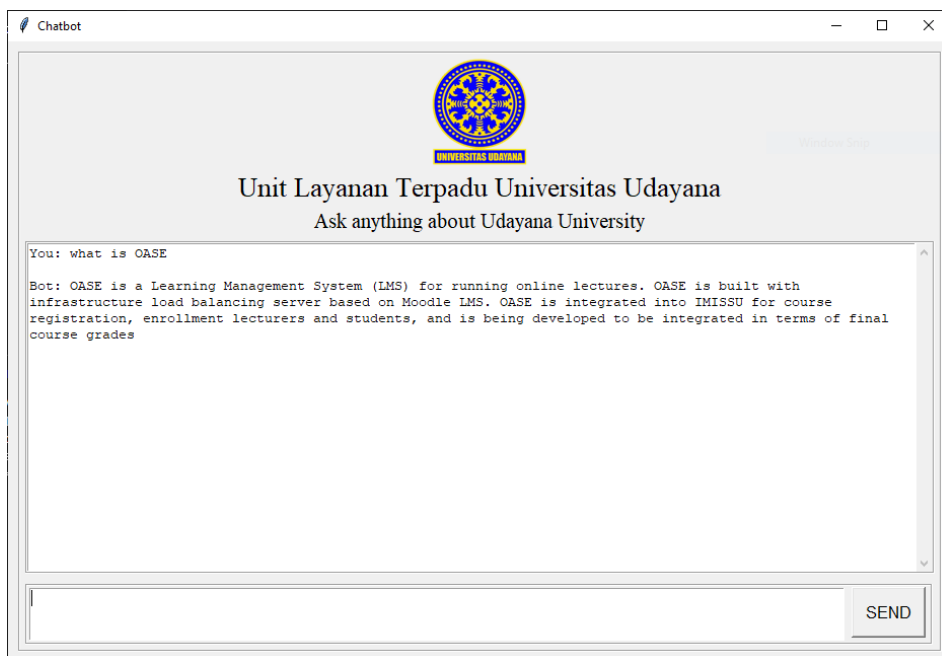 Chatbot
UNIVERSITAS UDAYANA
Unit Layanan Terpadu Universitas Udayana
Ask anything about Udayana University
You: what is OASE
Bot: OASE is a Learning Management System (LMS) for running online lectures. OASE is built with
infrastructure load balancing server based on Moodle LMS. OASE is integrated into IMISSU for course
registration, enrollment lecturers and students, and is being developed to be integrated in terms of final
course grades
SEND